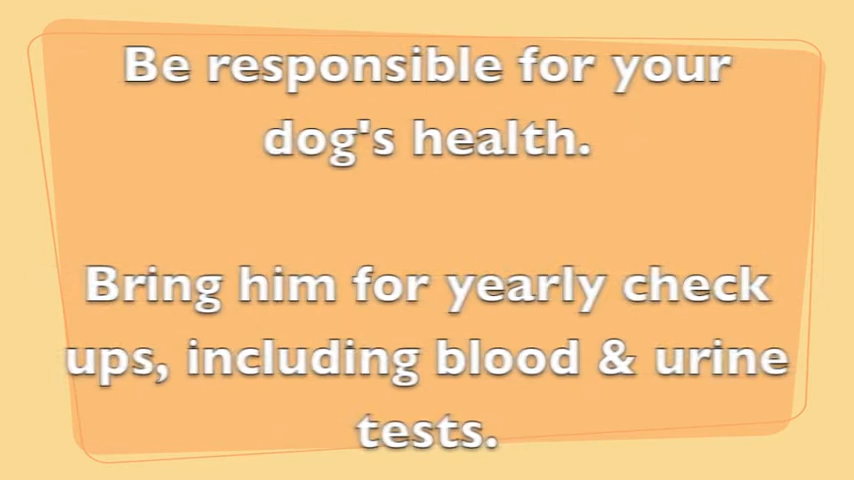 Be responsible for your
dog's health.
Bring him for yearly check
ups, including blood & urine
tests.